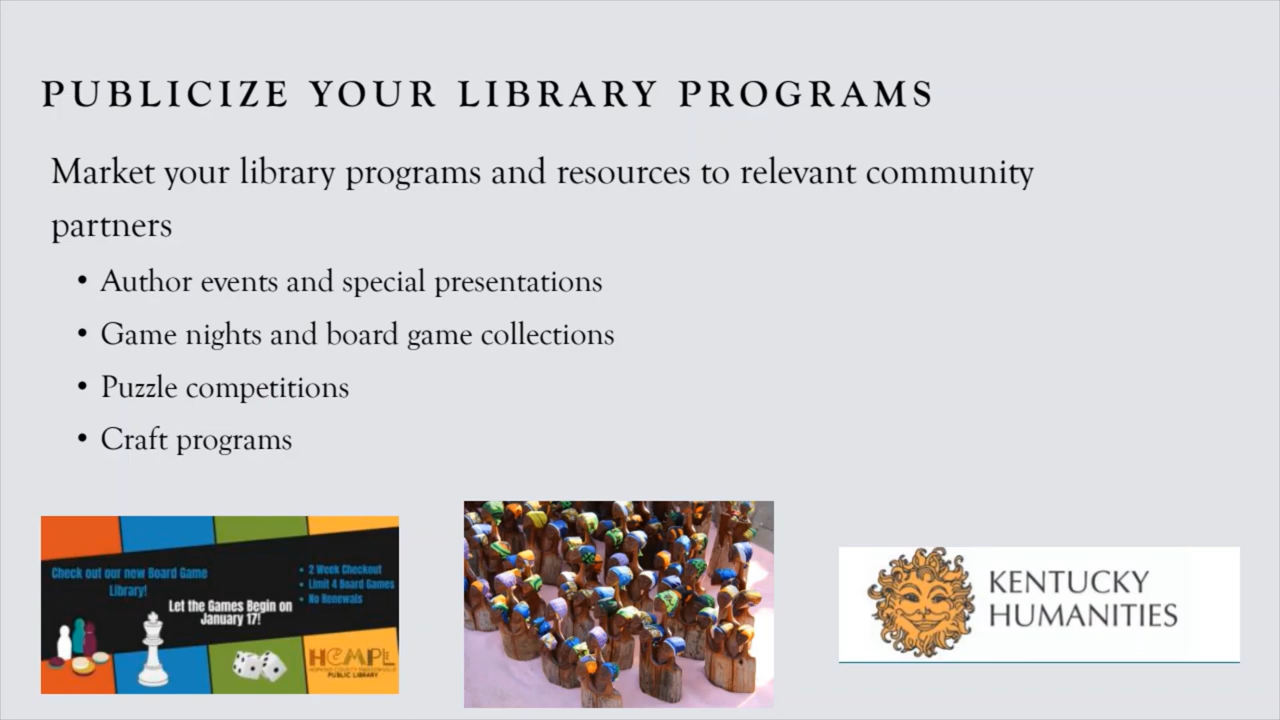 PUBLICIZE YOUR LIBRARY PROGRAMS
Market your library programs and resources to relevant community
partners
• Author events and special presentations
• Game nights and board game collections
• Puzzle competitions
• Craft programs
Check out our new Board Game
Library!
• 2 Week Checkout
• Limit 4 Board Games
• No Renewals
Let the Games Begin on
January 17!
HCMPL
PUBLIC LIBRARY
KENTUCKY
HUMANITIES